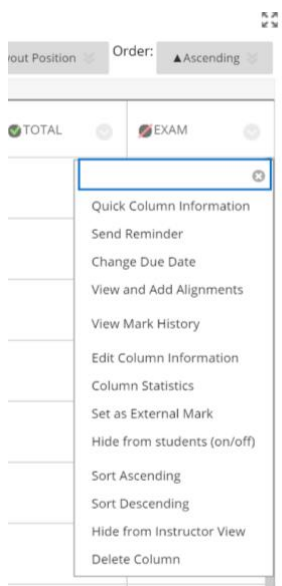 out Position Order: ▲Ascending
TOTAL EXAM
Quick Column Information
Send Reminder
Change Due Date
View and Add Alignments
View Mark History
Edit Column Information
Column Statistics
Set as External Mark
Hide from students (on/off)
Sort Ascending
Sort Descending
Hide from Instructor View
Delete Column